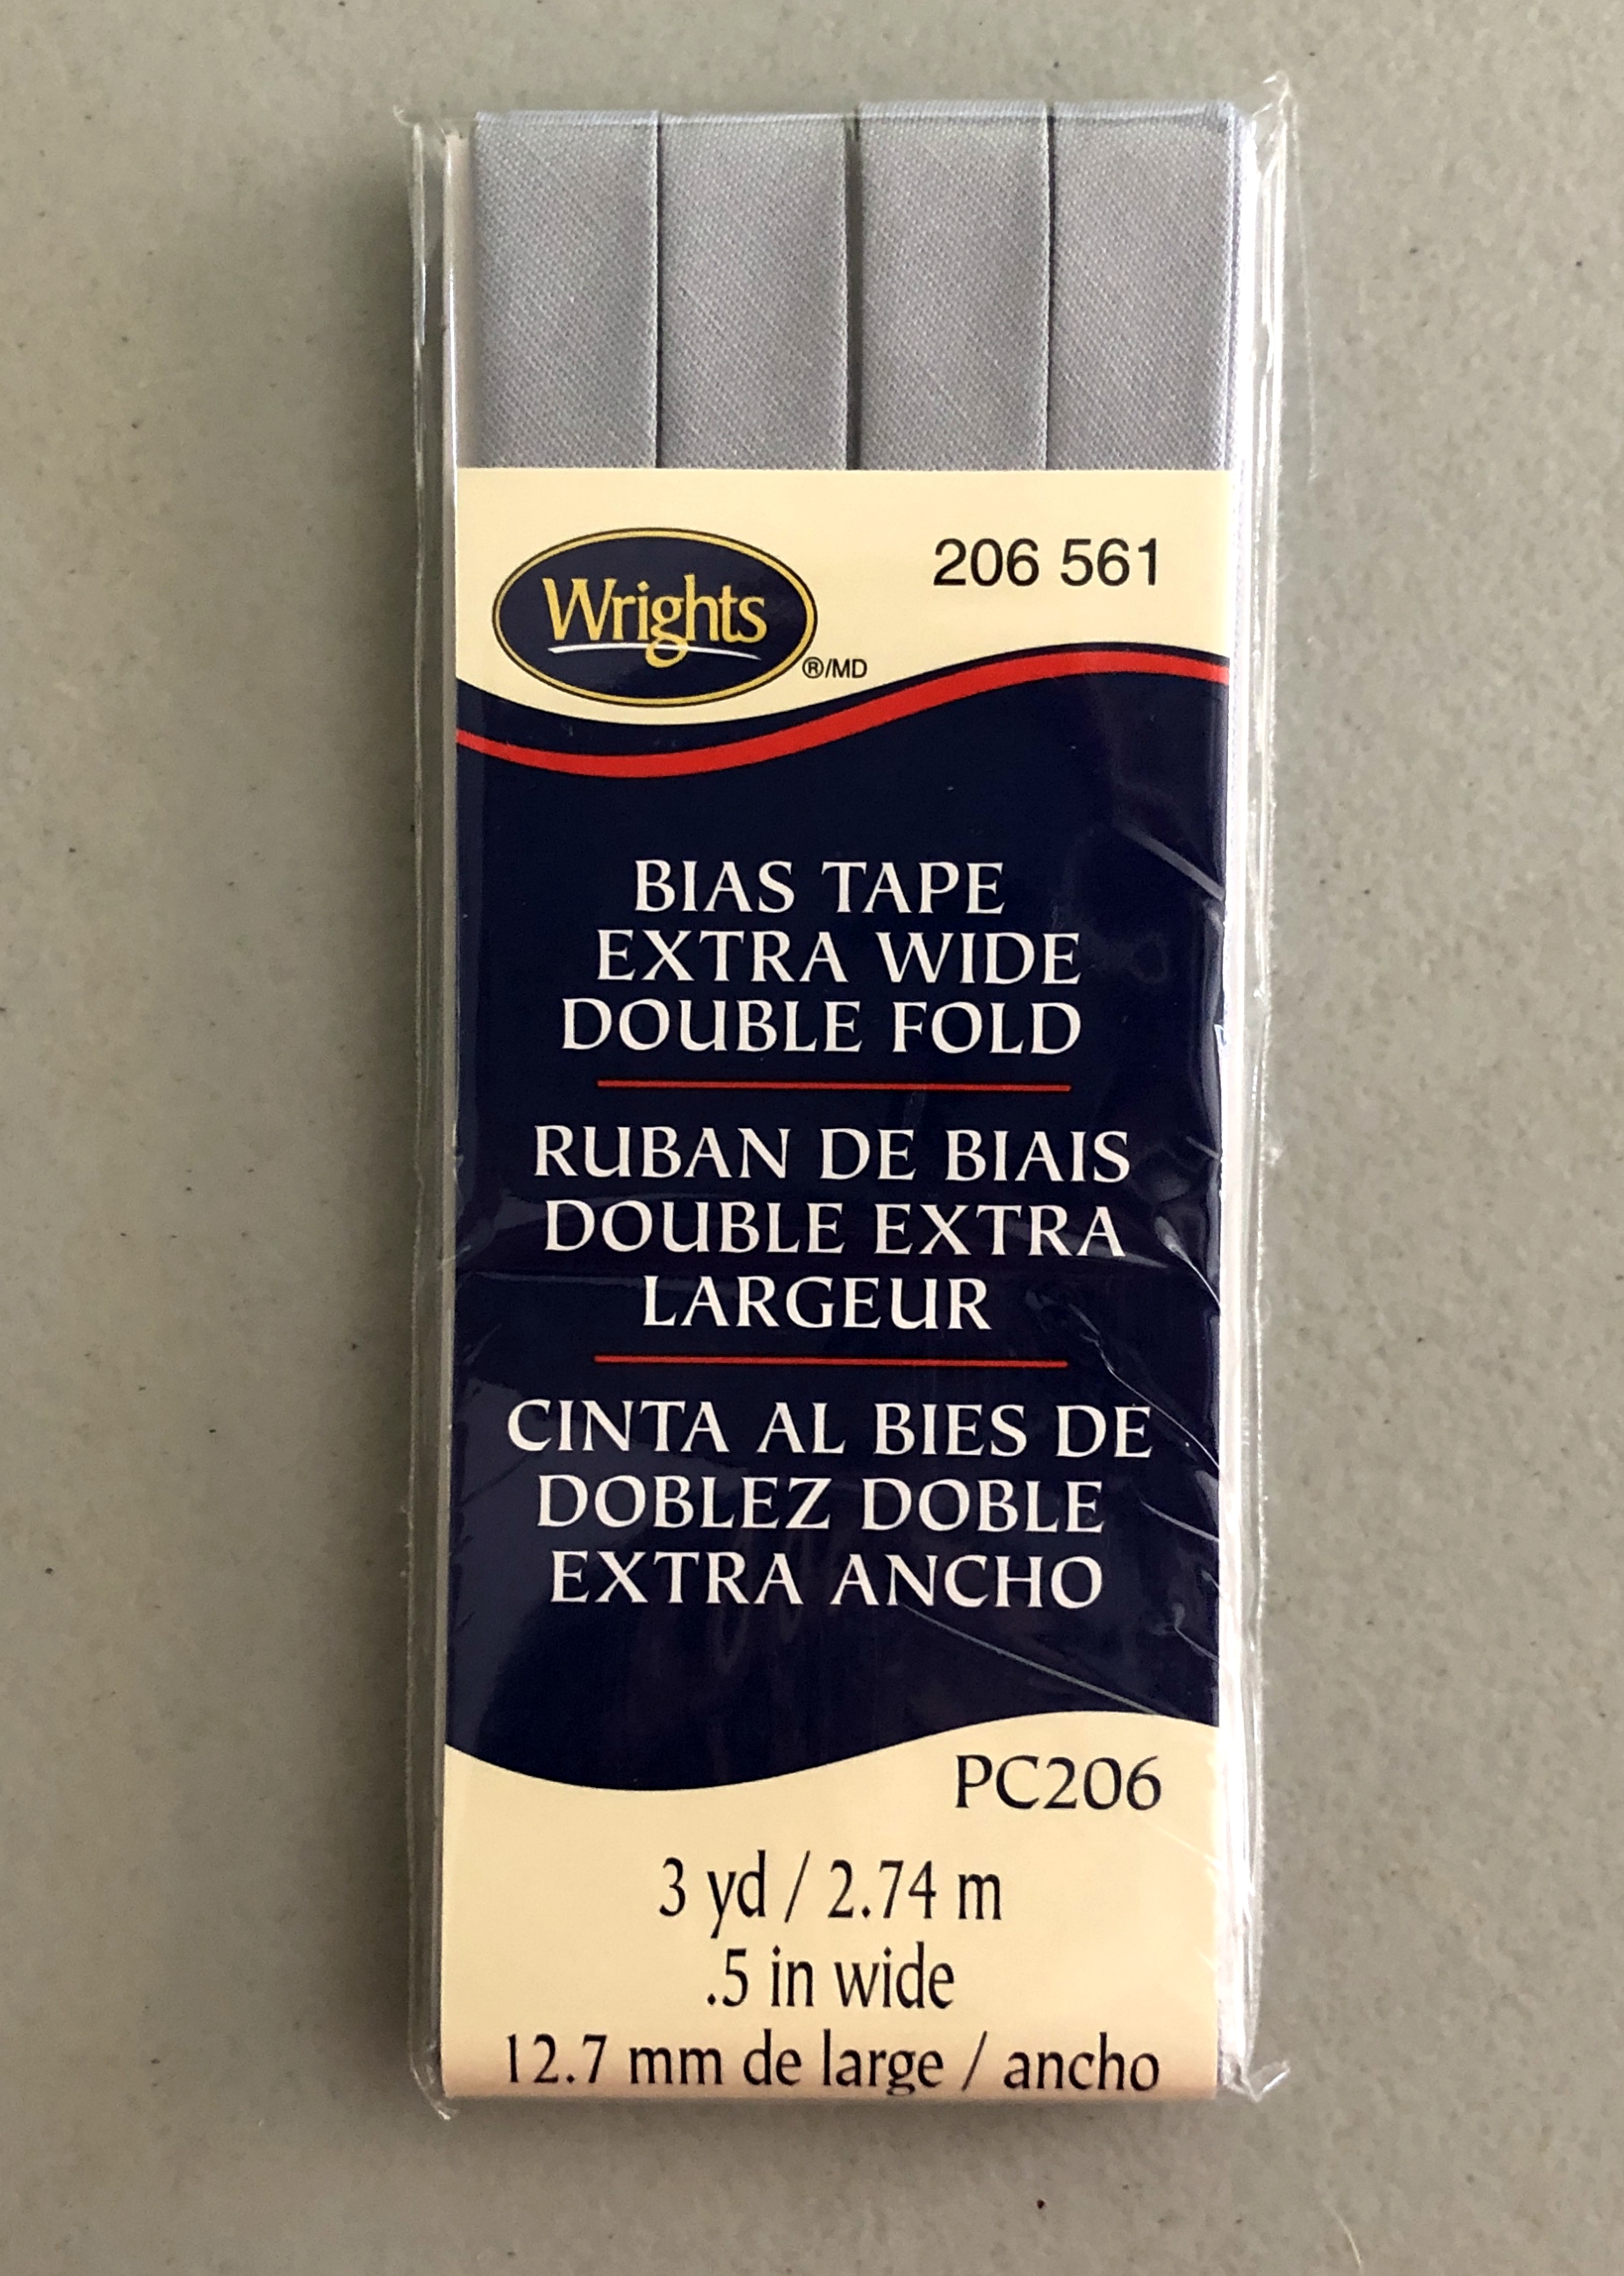 206 561
Wrights
®/MD
BIAS TAPE
EXTRA WIDE
DOUBLE FOLD
RUBAN DE BIAIS
DOUBLE EXTRA
LARGEUR
CINTA AL BIES DE
DOBLEZ DOBLE
EXTRA ANCHO
PC206
3 yd / 2.74 m
.5 in wide
12.7 mm de large / ancho